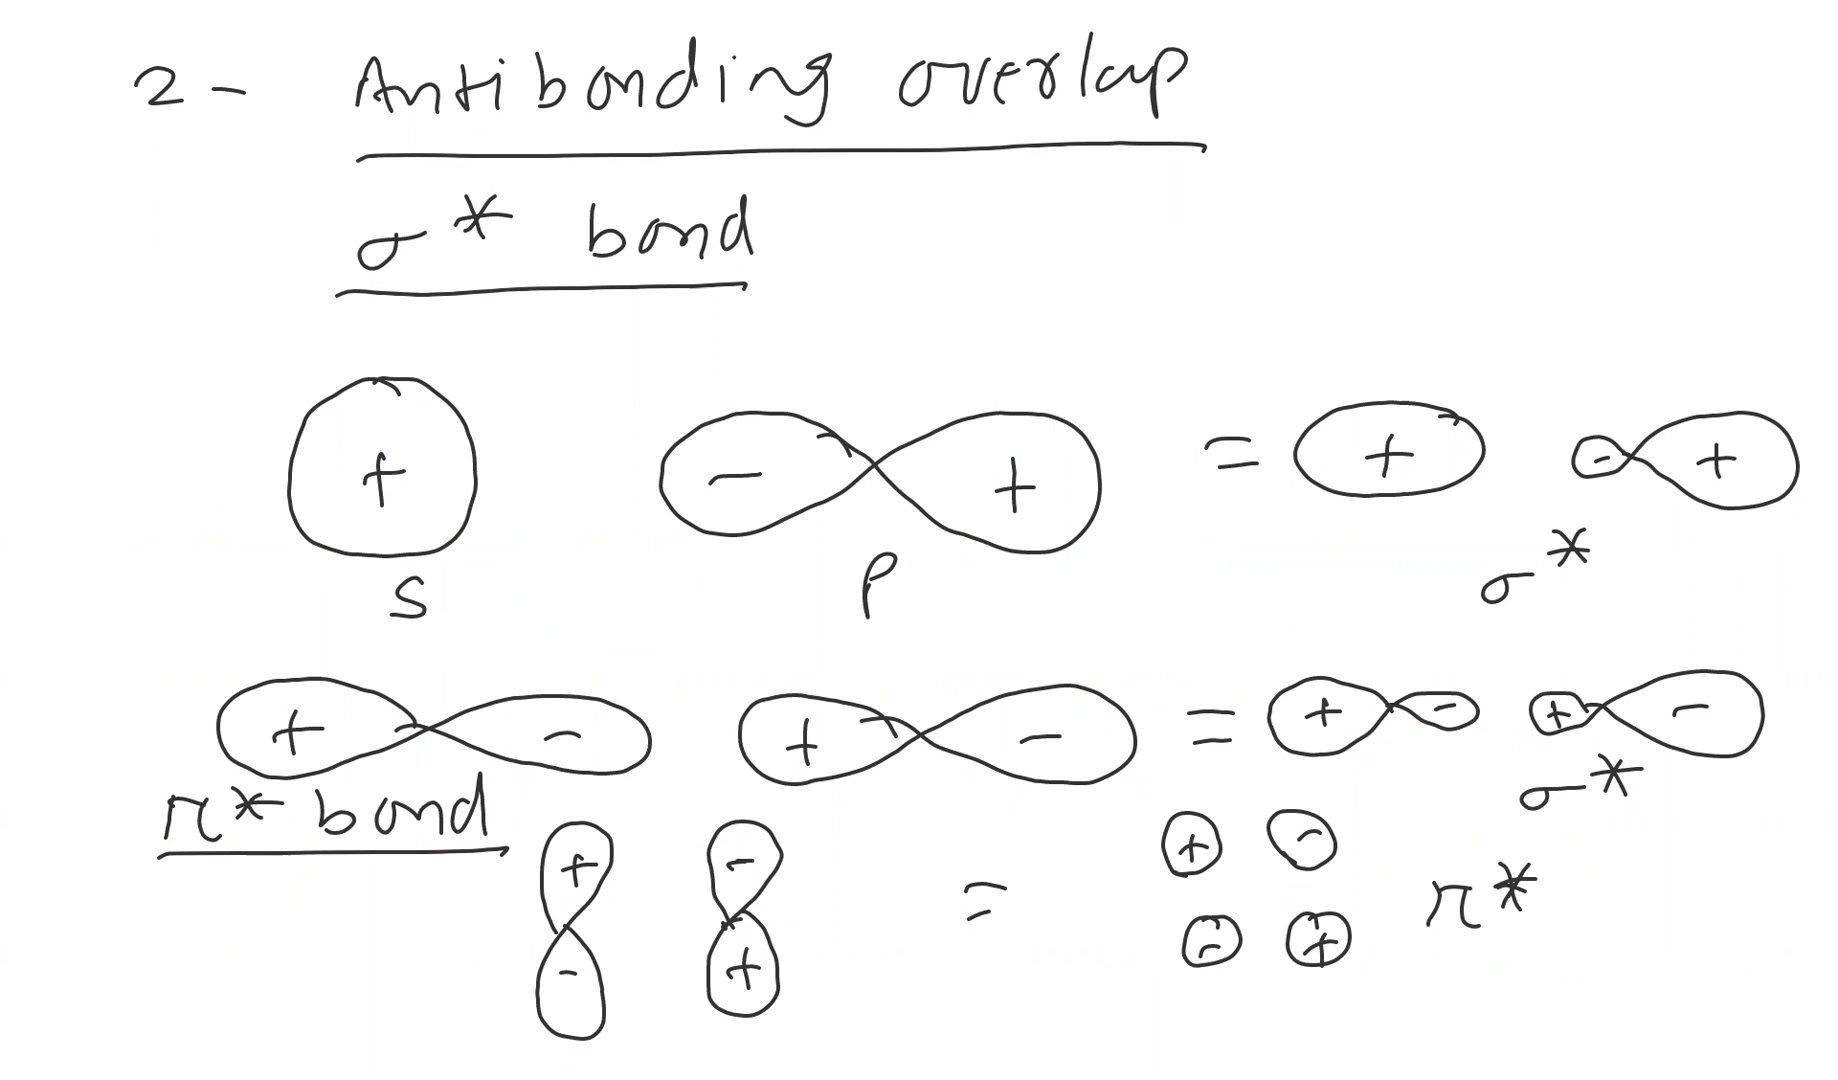 2- Antibonding overlap
σ* bond
+ - + = + - +
S P σ*
+ - + - = + - + -
σ*
π* bond
+ - = + - π*
- + - +